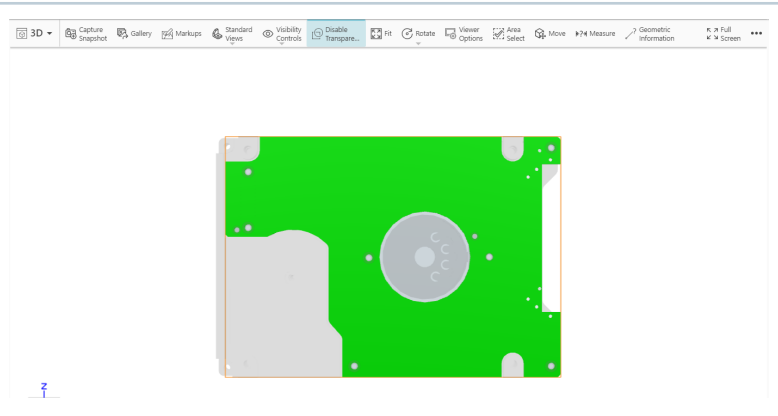 3D
Capture
Snapshot
Gallery
Markups
Standard
Views
Visibility
Controls
Disable
Transpare...
Fit
Rotate
Viewer
Options
Area
Select
Move
Measure
Geometric
Information
Full
Screen
Z